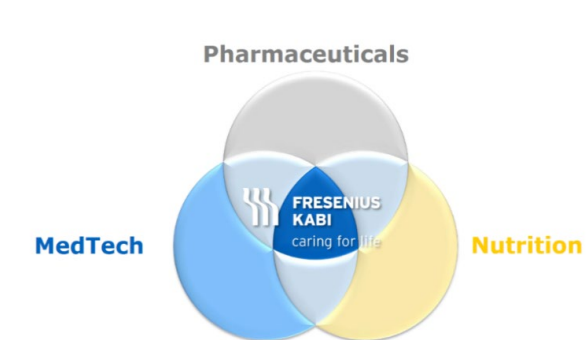 Pharmaceuticals
FRESENIUS
KABI
caring for life
MedTech
Nutrition